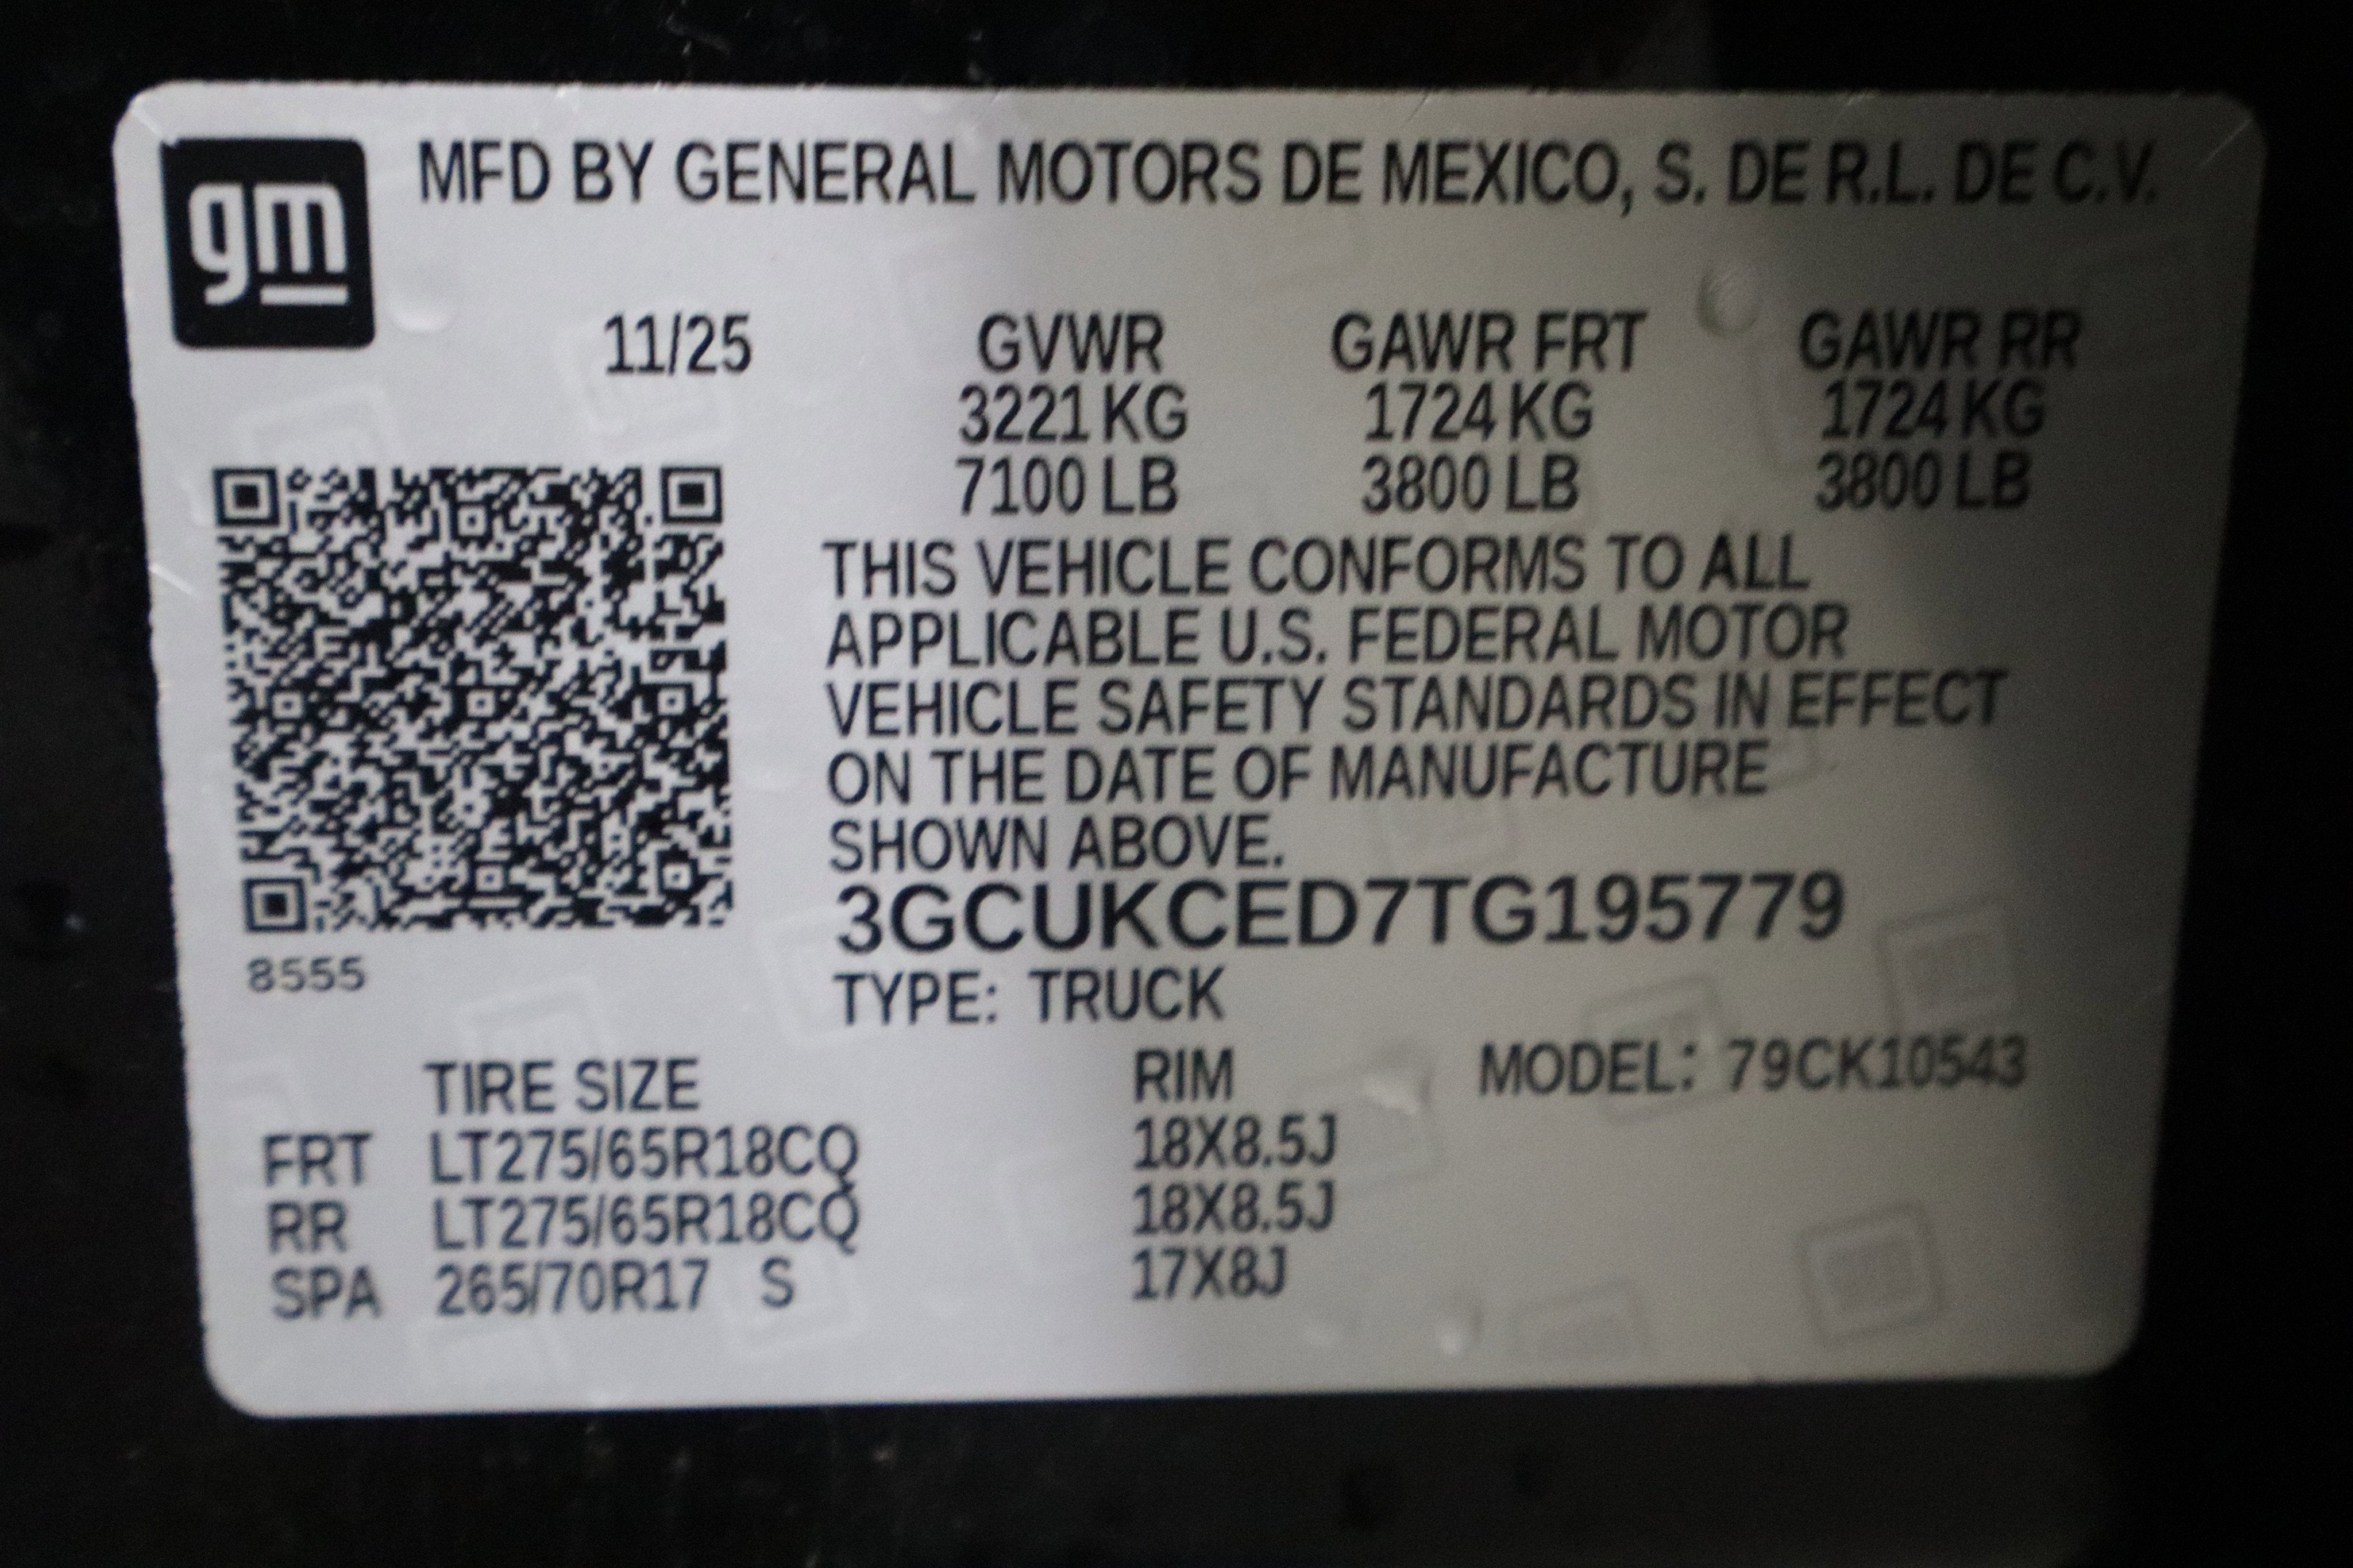 gm
MFD BY GENERAL MOTORS DE MEXICO, S. DE R.L. DE C.V.
11/25 GVWR GAWR FRT GAWR RR
3221 KG 1724 KG 1724 KG
7100 LB 3800 LB 3800 LB
THIS VEHICLE CONFORMS TO ALL
APPLICABLE U.S. FEDERAL MOTOR
VEHICLE SAFETY STANDARDS IN EFFECT
ON THE DATE OF MANUFACTURE
SHOWN ABOVE.
3GCUKCED7TG195779
8555
TYPE: TRUCK
TIRE SIZE RIM MODEL: 79CK10543
FRT LT275/65R18CQ 18X8.5J
RR LT275/65R18CQ 18X8.5J
SPA 265/70R17 S 17X8J